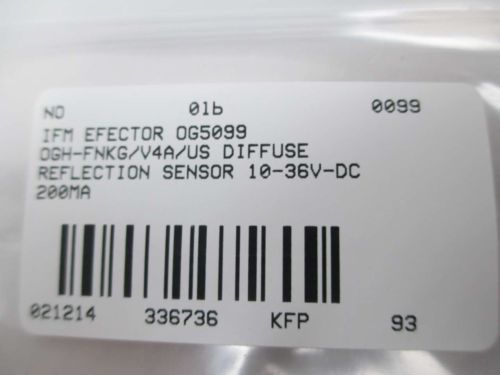 NO 01b 0099
IFM EFECTOR OG5099
OGH-FNKG/V4A/US DIFFUSE
REFLECTION SENSOR 10-36V-DC
200MA
021214 336736 KFP 93